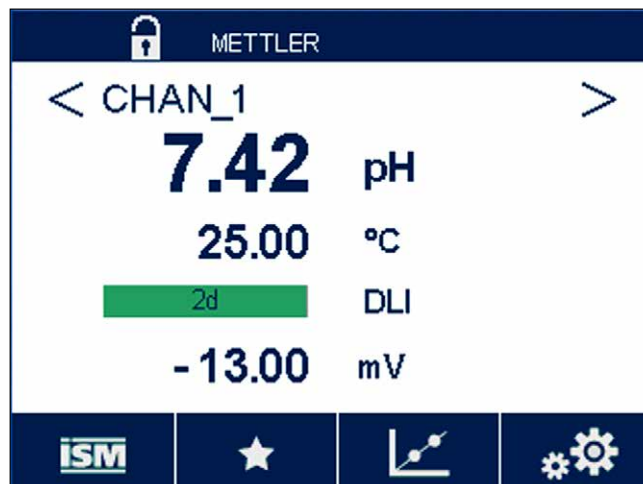 METTLER
< CHAN_1 >
7.42 pH
25.00 °C
2d DLI
-13.00 mV
ISM